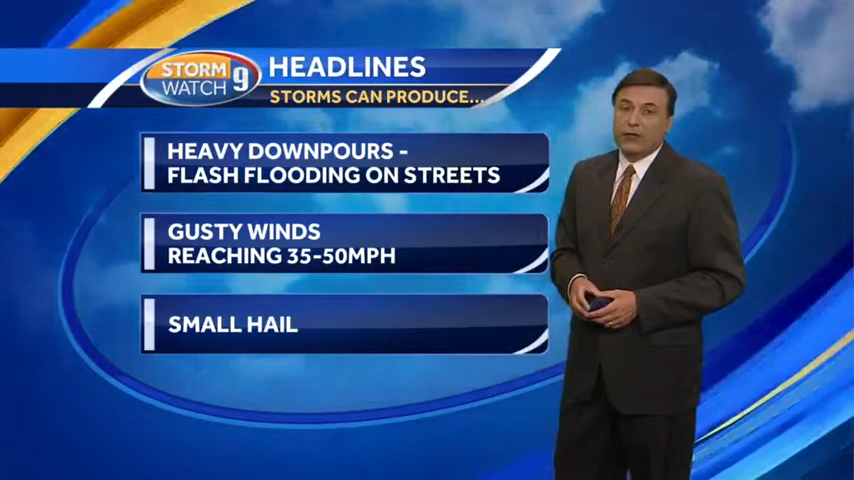 STORM
WATCH 9
HEADLINES
STORMS CAN PRODUCE...
HEAVY DOWNPOURS -
FLASH FLOODING ON STREETS
GUSTY WINDS
REACHING 35-50MPH
SMALL HAIL